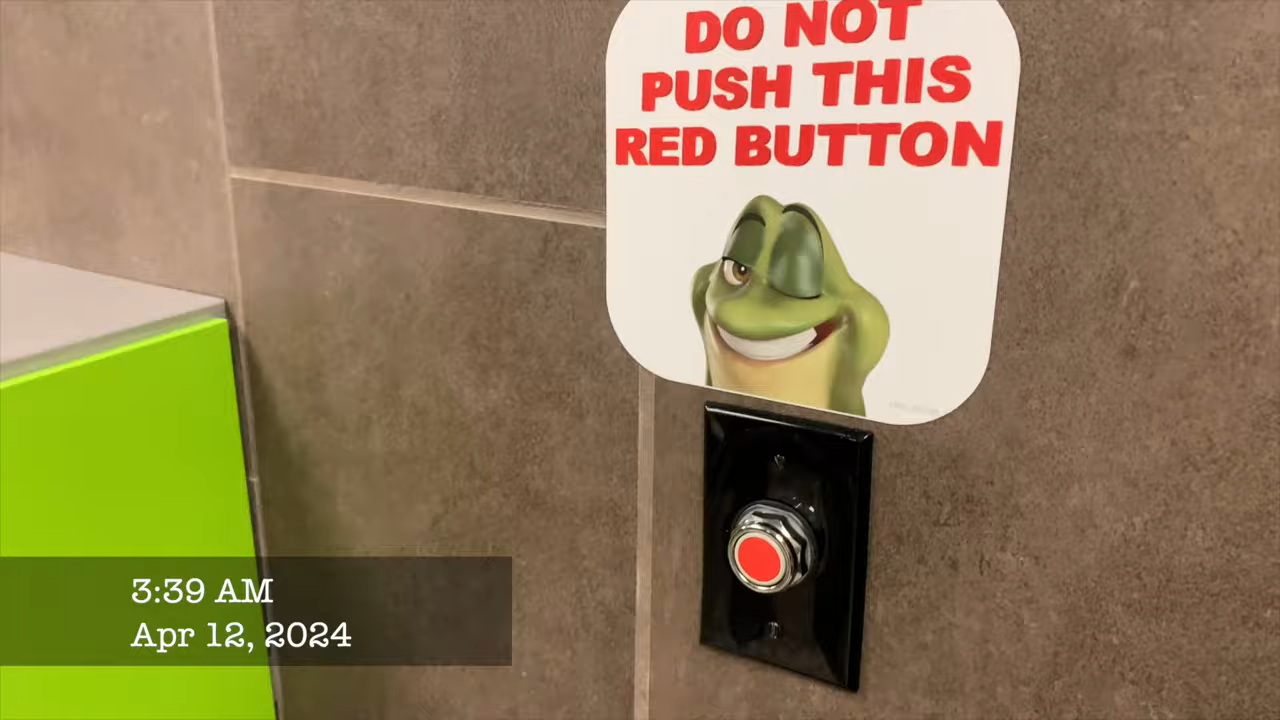 DO NOT
PUSH THIS
RED BUTTON
3:39 AM
Apr 12, 2024